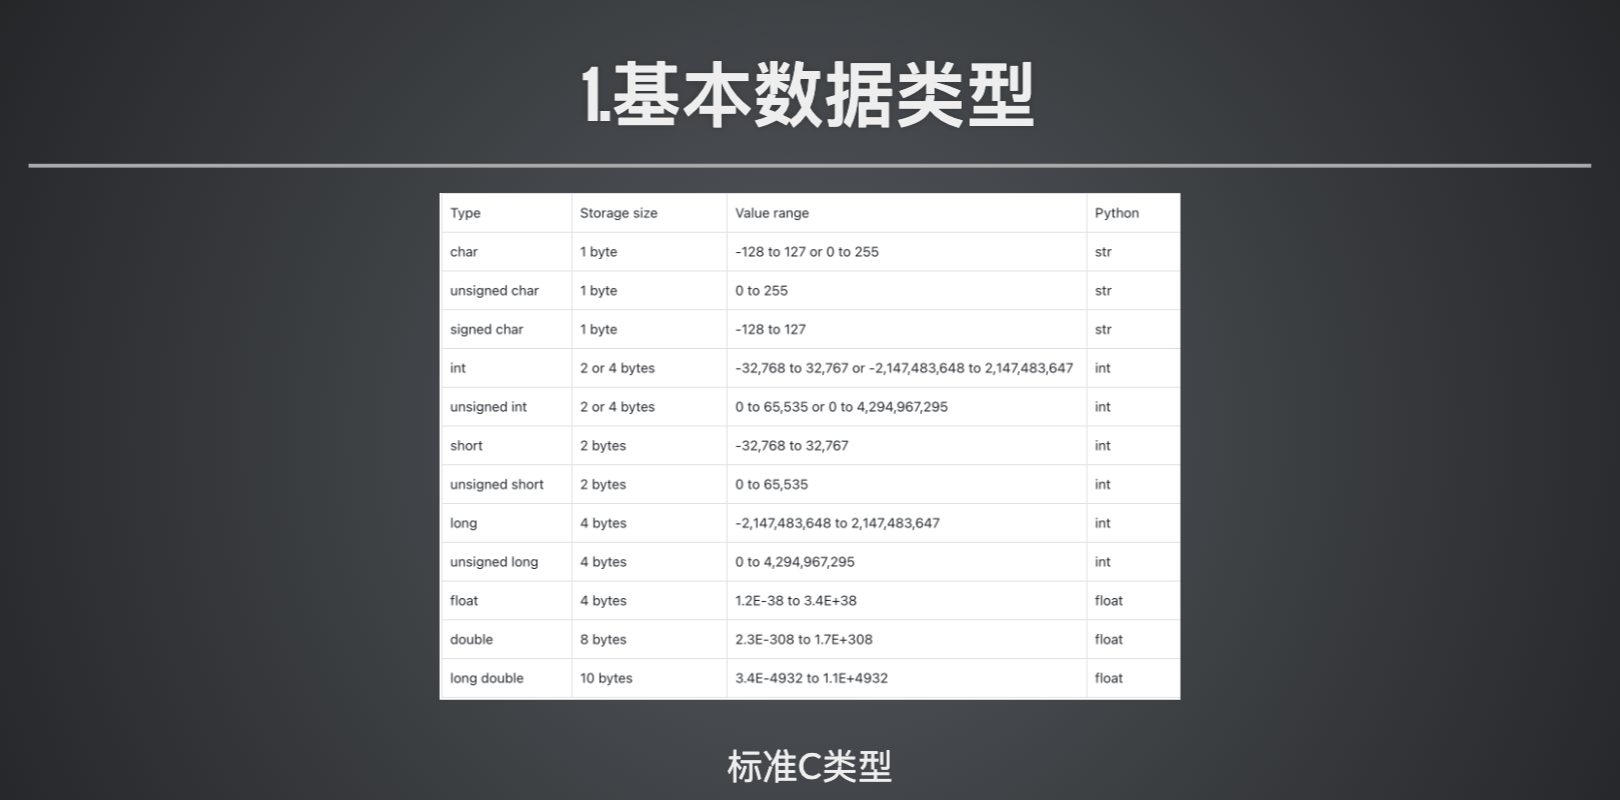 1.基本数据类型
Type Storage size Value range Python
char 1 byte -128 to 127 or 0 to 255 str
unsigned char 1 byte 0 to 255 str
signed char 1 byte -128 to 127 str
int 2 or 4 bytes -32,768 to 32,767 or -2,147,483,648 to 2,147,483,647 int
unsigned int 2 or 4 bytes 0 to 65,535 or 0 to 4,294,967,295 int
short 2 bytes -32,768 to 32,767 int
unsigned short 2 bytes 0 to 65,535 int
long 4 bytes -2,147,483,648 to 2,147,483,647 int
unsigned long 4 bytes 0 to 4,294,967,295 int
float 4 bytes 1.2E-38 to 3.4E+38 float
double 8 bytes 2.3E-308 to 1.7E+308 float
long double 10 bytes 3.4E-4932 to 1.1E+4932 float
标准C类型